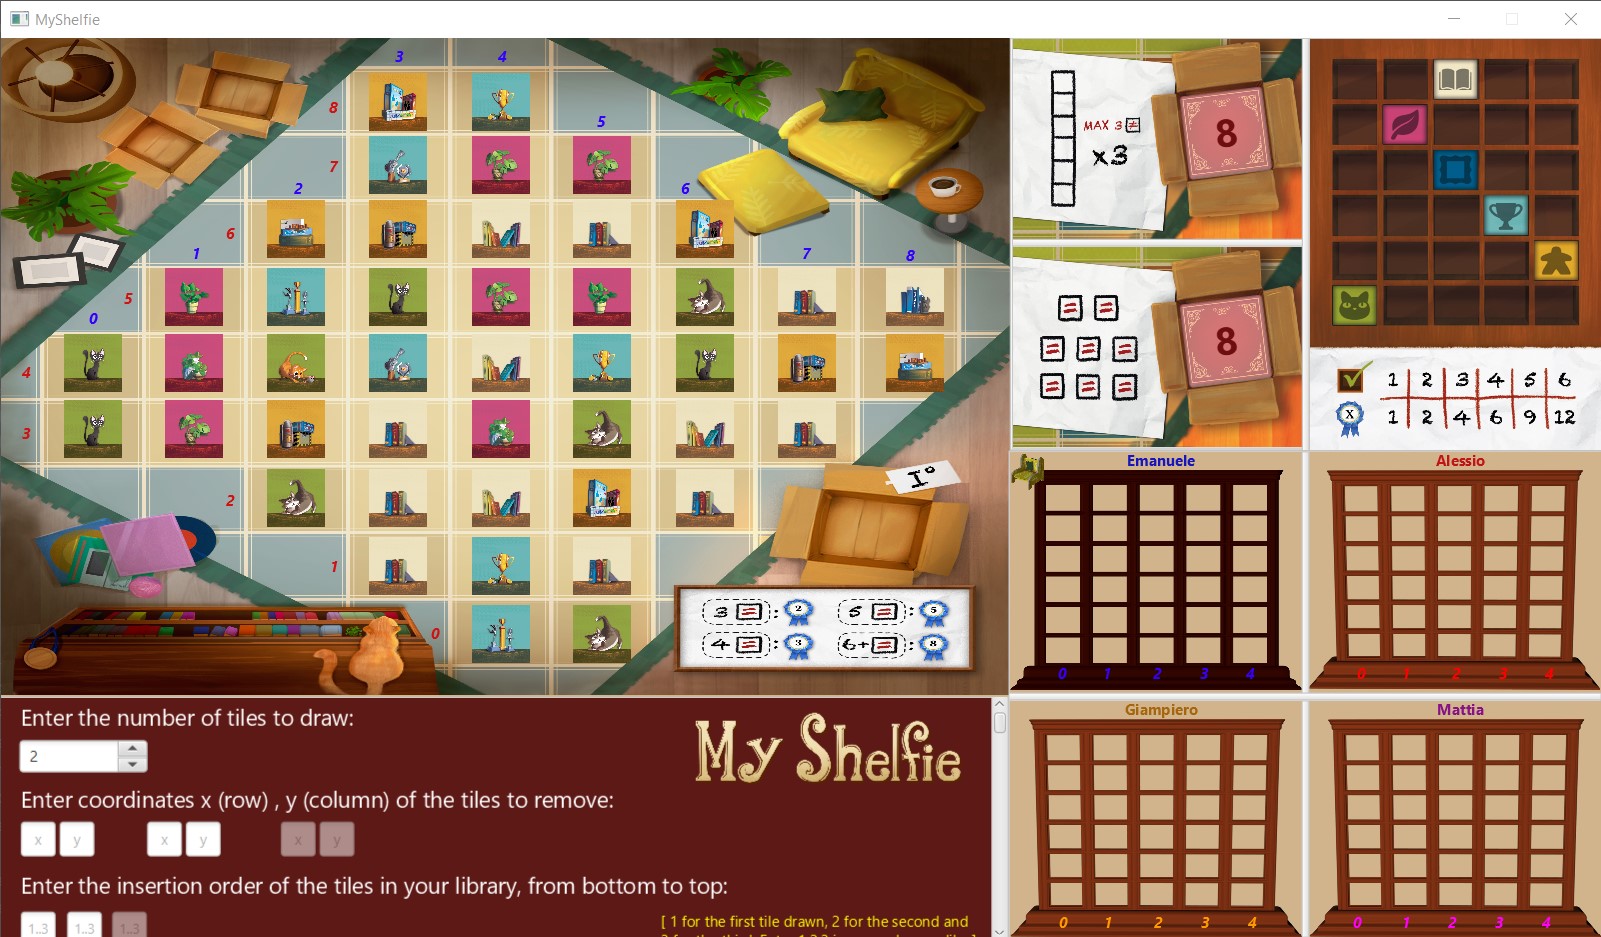 MyShelfie
3 4
8
5
7
2 6
6
1 7 8
5
0
4
3
2
1
0
I°
3 = : 2 5 = : 5
4 = : 3 6+ = : 8
MAX 3 ≠
x3
8
= =
= = =
= = =
8
1 2 3 4 5 6
X 1 2 4 6 9 12
Emanuele
0 1 2 3 4
Alessio
0 1 2 3 4
Giampiero
0 1 2 3 4
Mattia
0 1 2 3 4
My Shelfie
Enter the number of tiles to draw:
2
Enter coordinates x (row) , y (column) of the tiles to remove:
x y x y x y
Enter the insertion order of the tiles in your library, from bottom to top:
1..3 1..3 1..3
[ 1 for the first tile drawn, 2 for the second and